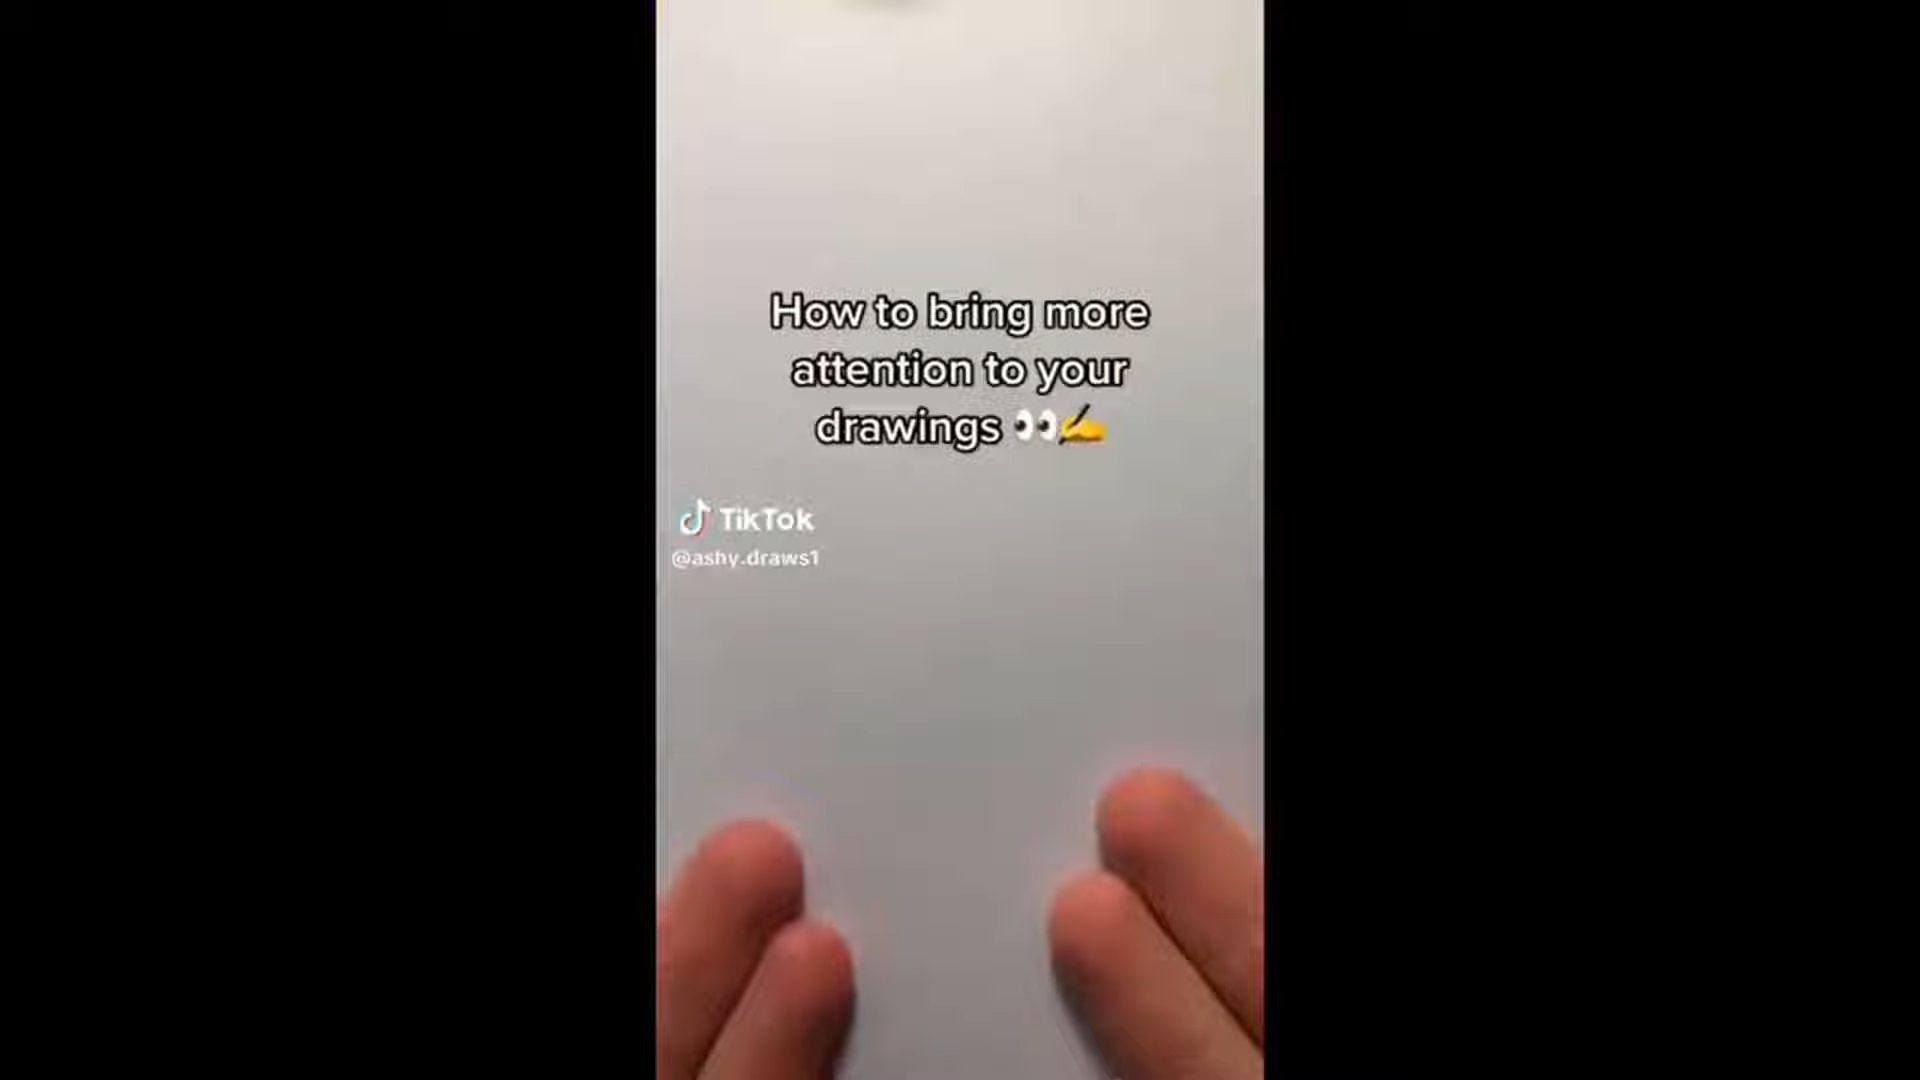 How to bring more
attention to your
drawings 👀✍️
TikTok
@ashy.draws1